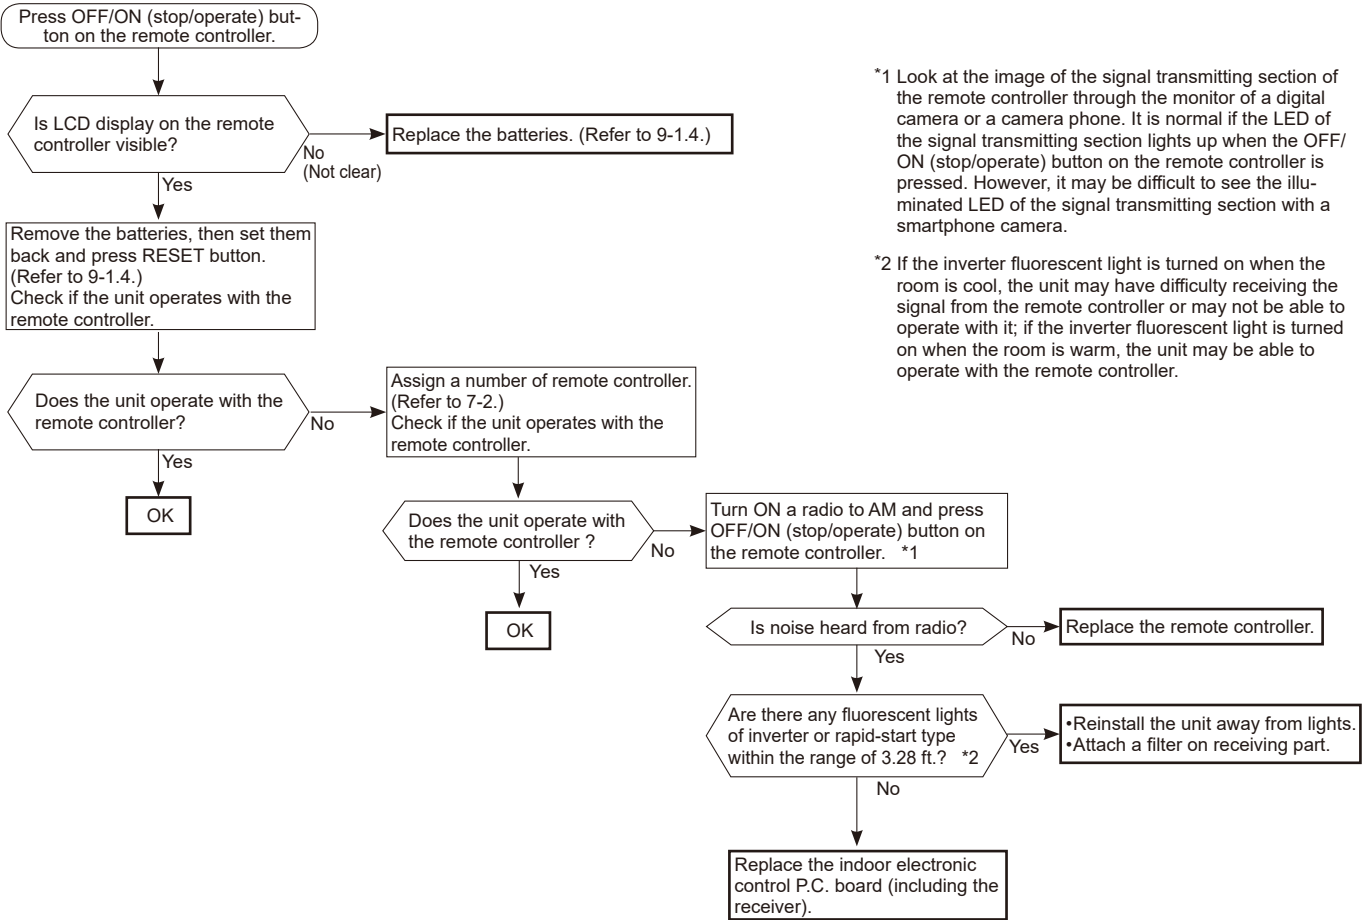 Press OFF/ON (stop/operate) but-
ton on the remote controller.
Is LCD display on the remote
controller visible?
No
(Not clear)
Replace the batteries. (Refer to 9-1.4.)
Yes
Remove the batteries, then set them
back and press RESET button.
(Refer to 9-1.4.)
Check if the unit operates with the
remote controller.
Does the unit operate with the
remote controller?
No
Yes
OK
Assign a number of remote controller.
(Refer to 7-2.)
Check if the unit operates with the
remote controller.
Does the unit operate with
the remote controller ?
No
Yes
OK
Turn ON a radio to AM and press
OFF/ON (stop/operate) button on
the remote controller. *1
Is noise heard from radio?
No
Replace the remote controller.
Yes
Are there any fluorescent lights
of inverter or rapid-start type
within the range of 3.28 ft.? *2
Yes
•Reinstall the unit away from lights.
•Attach a filter on receiving part.
No
Replace the indoor electronic
control P.C. board (including the
receiver).
*1 Look at the image of the signal transmitting section of
the remote controller through the monitor of a digital
camera or a camera phone. It is normal if the LED of
the signal transmitting section lights up when the OFF/
ON (stop/operate) button on the remote controller is
pressed. However, it may be difficult to see the illu-
minated LED of the signal transmitting section with a
smartphone camera.
*2 If the inverter fluorescent light is turned on when the
room is cool, the unit may have difficulty receiving the
signal from the remote controller or may not be able to
operate with it; if the inverter fluorescent light is turned
on when the room is warm, the unit may be able to
operate with the remote controller.